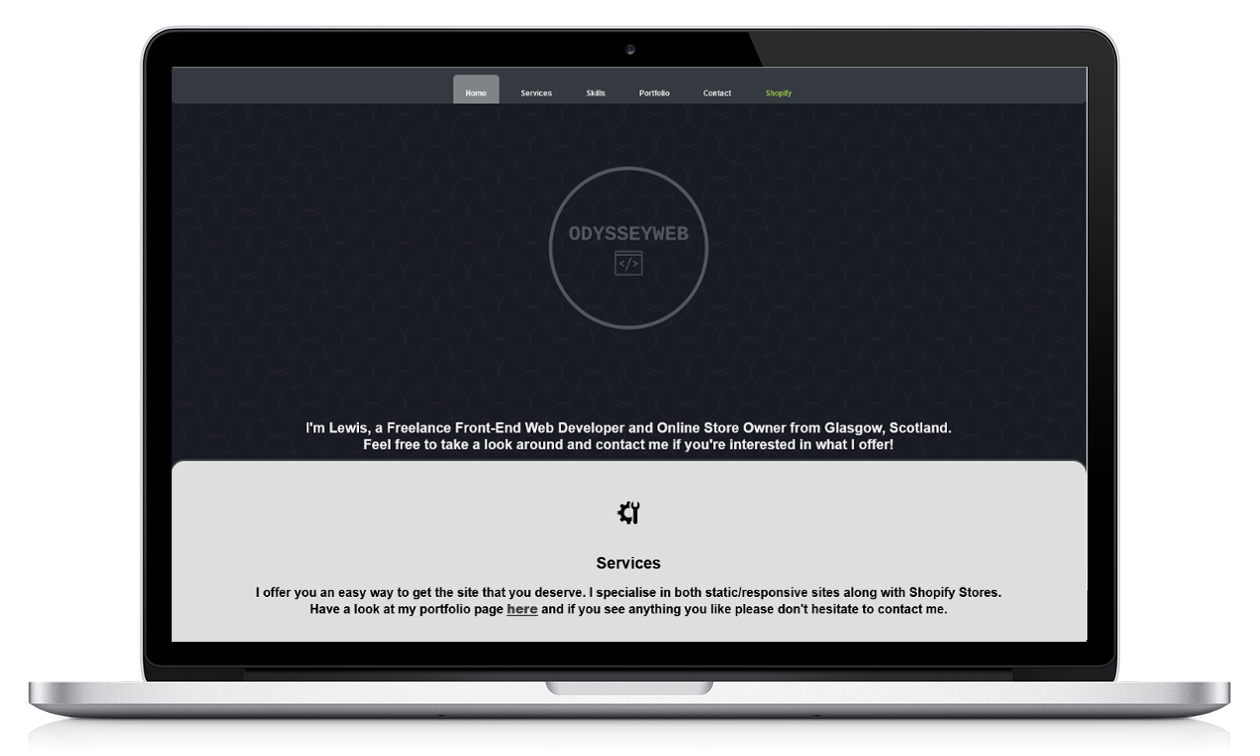 Home Services Skills Portfolio Contact Shopify
ODYSSEYWEB
</>
I'm Lewis, a Freelance Front-End Web Developer and Online Store Owner from Glasgow, Scotland.
Feel free to take a look around and contact me if you're interested in what I offer!
Services
I offer you an easy way to get the site that you deserve. I specialise in both static/responsive sites along with Shopify Stores.
Have a look at my portfolio page here and if you see anything you like please don't hesitate to contact me.